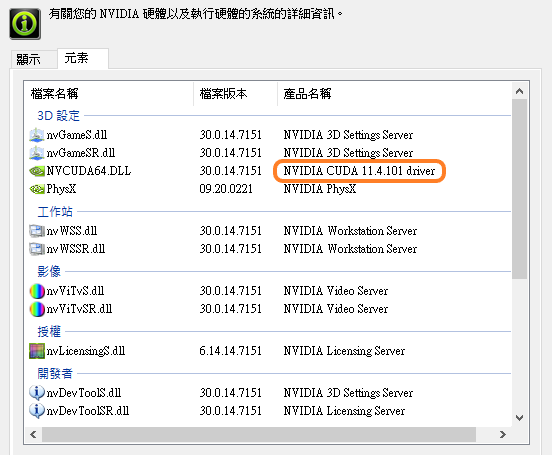 有關您的 NVIDIA 硬體以及執行硬體的系統的詳細資訊。
顯示 元素
檔案名稱 檔案版本 產品名稱
3D 設定
nvGameS.dll 30.0.14.7151 NVIDIA 3D Settings Server
nvGameSR.dll 30.0.14.7151 NVIDIA 3D Settings Server
NVCUDA64.DLL 30.0.14.7151 NVIDIA CUDA 11.4.101 driver
PhysX 09.20.0221 NVIDIA PhysX
工作站
nvWSS.dll 30.0.14.7151 NVIDIA Workstation Server
nvWSSR.dll 30.0.14.7151 NVIDIA Workstation Server
影像
nvViTvS.dll 30.0.14.7151 NVIDIA Video Server
nvViTvSR.dll 30.0.14.7151 NVIDIA Video Server
授權
nvLicensingS.dll 6.14.14.7151 NVIDIA Licensing Server
開發者
nvDevToolS.dll 30.0.14.7151 NVIDIA 3D Settings Server
nvDevToolSR.dll 30.0.14.7151 NVIDIA Licensing Server